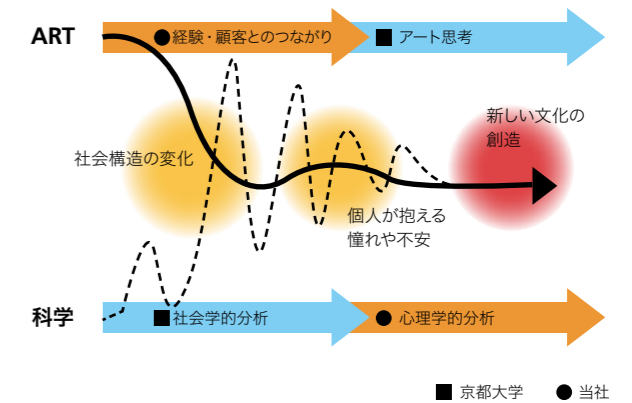 ART
●経験・顧客とのつながり
■ アート思考
新しい文化の
創造
社会構造の変化
個人が抱える
憧れや不安
科学
■社会学的分析
● 心理学的分析
■ 京都大学 ● 当社